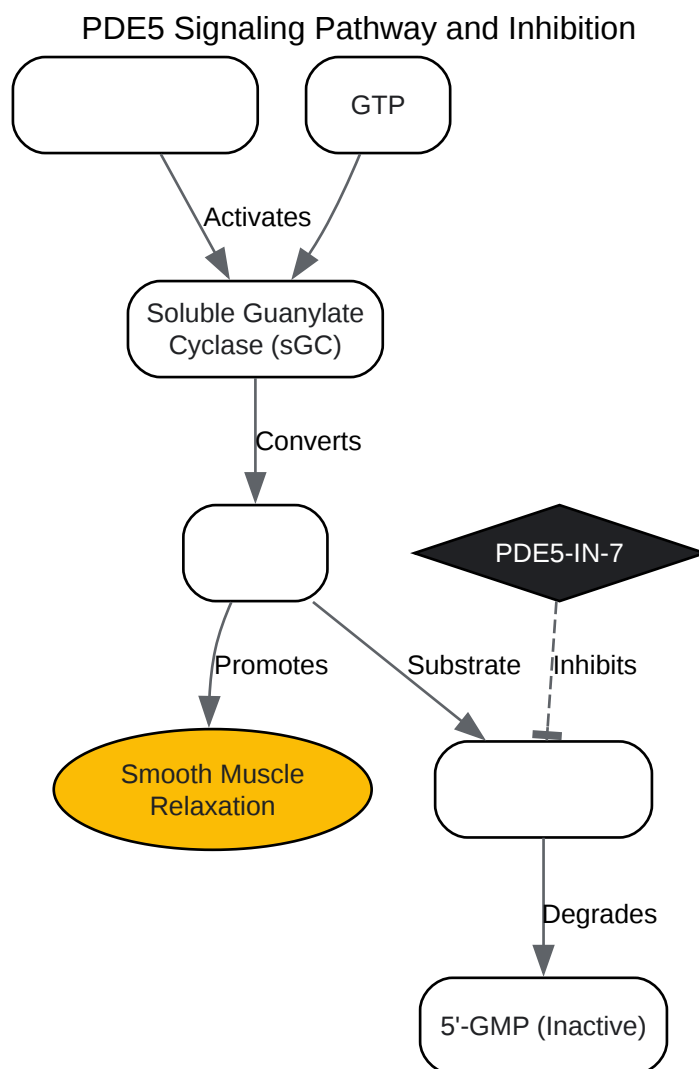 PDE5 Signaling Pathway and Inhibition
GTP
Activates
Soluble Guanylate
Cyclase (sGC)
Converts
PDE5-IN-7
Promotes
Substrate
Inhibits
Smooth Muscle
Relaxation
Degrades
5'-GMP (Inactive)